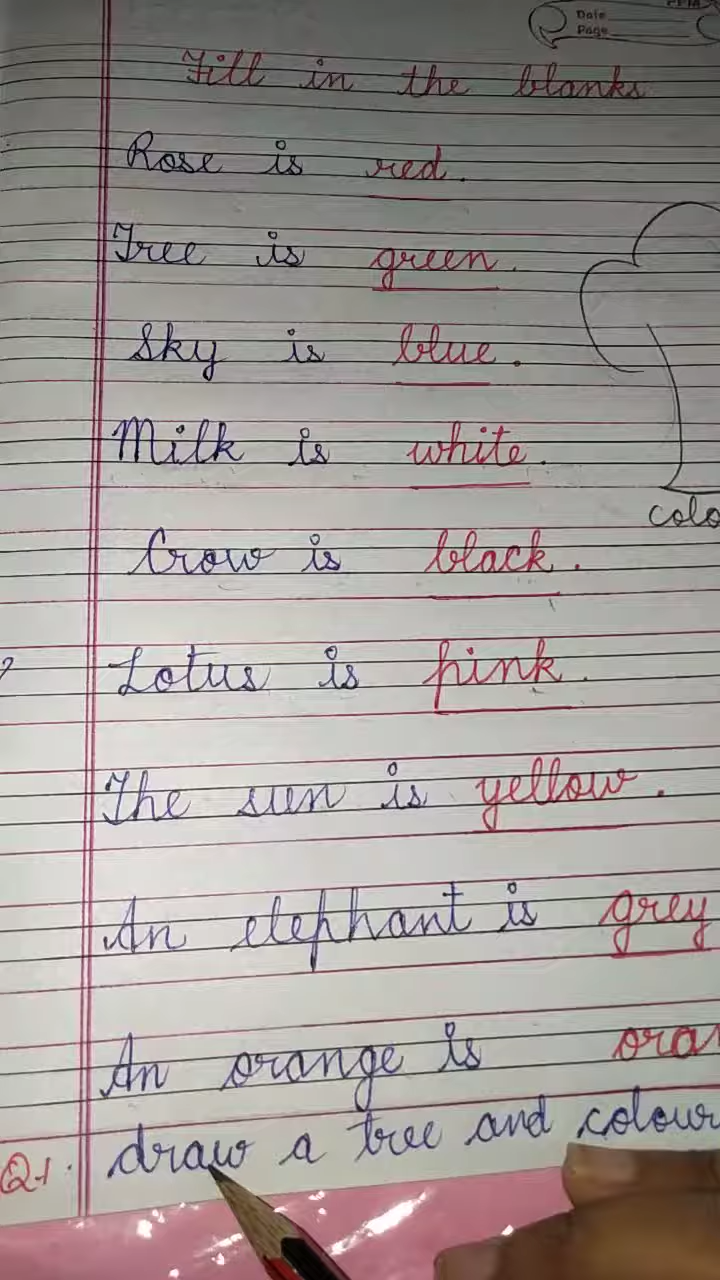 Date
Page
Fill in the blanks
Rose is red.
Tree is green.
Sky is blue.
Milk is white.
colo
Crow is black.
Lotus is pink.
The sun is yellow.
An elephant is grey
An orange is oran
Q1. draw a tree and colour